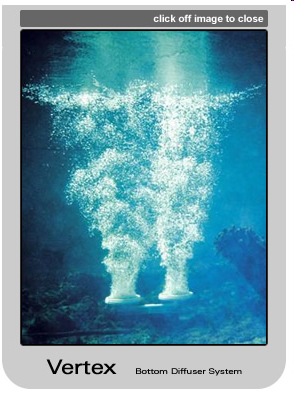 click off image to close
Vertex Bottom Diffuser System